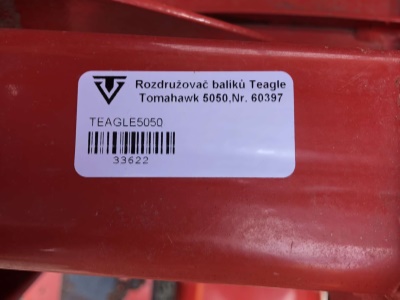 Rozdružovač balíků Teagle
Tomahawk 5050,Nr. 60397
TEAGLE5050
33622